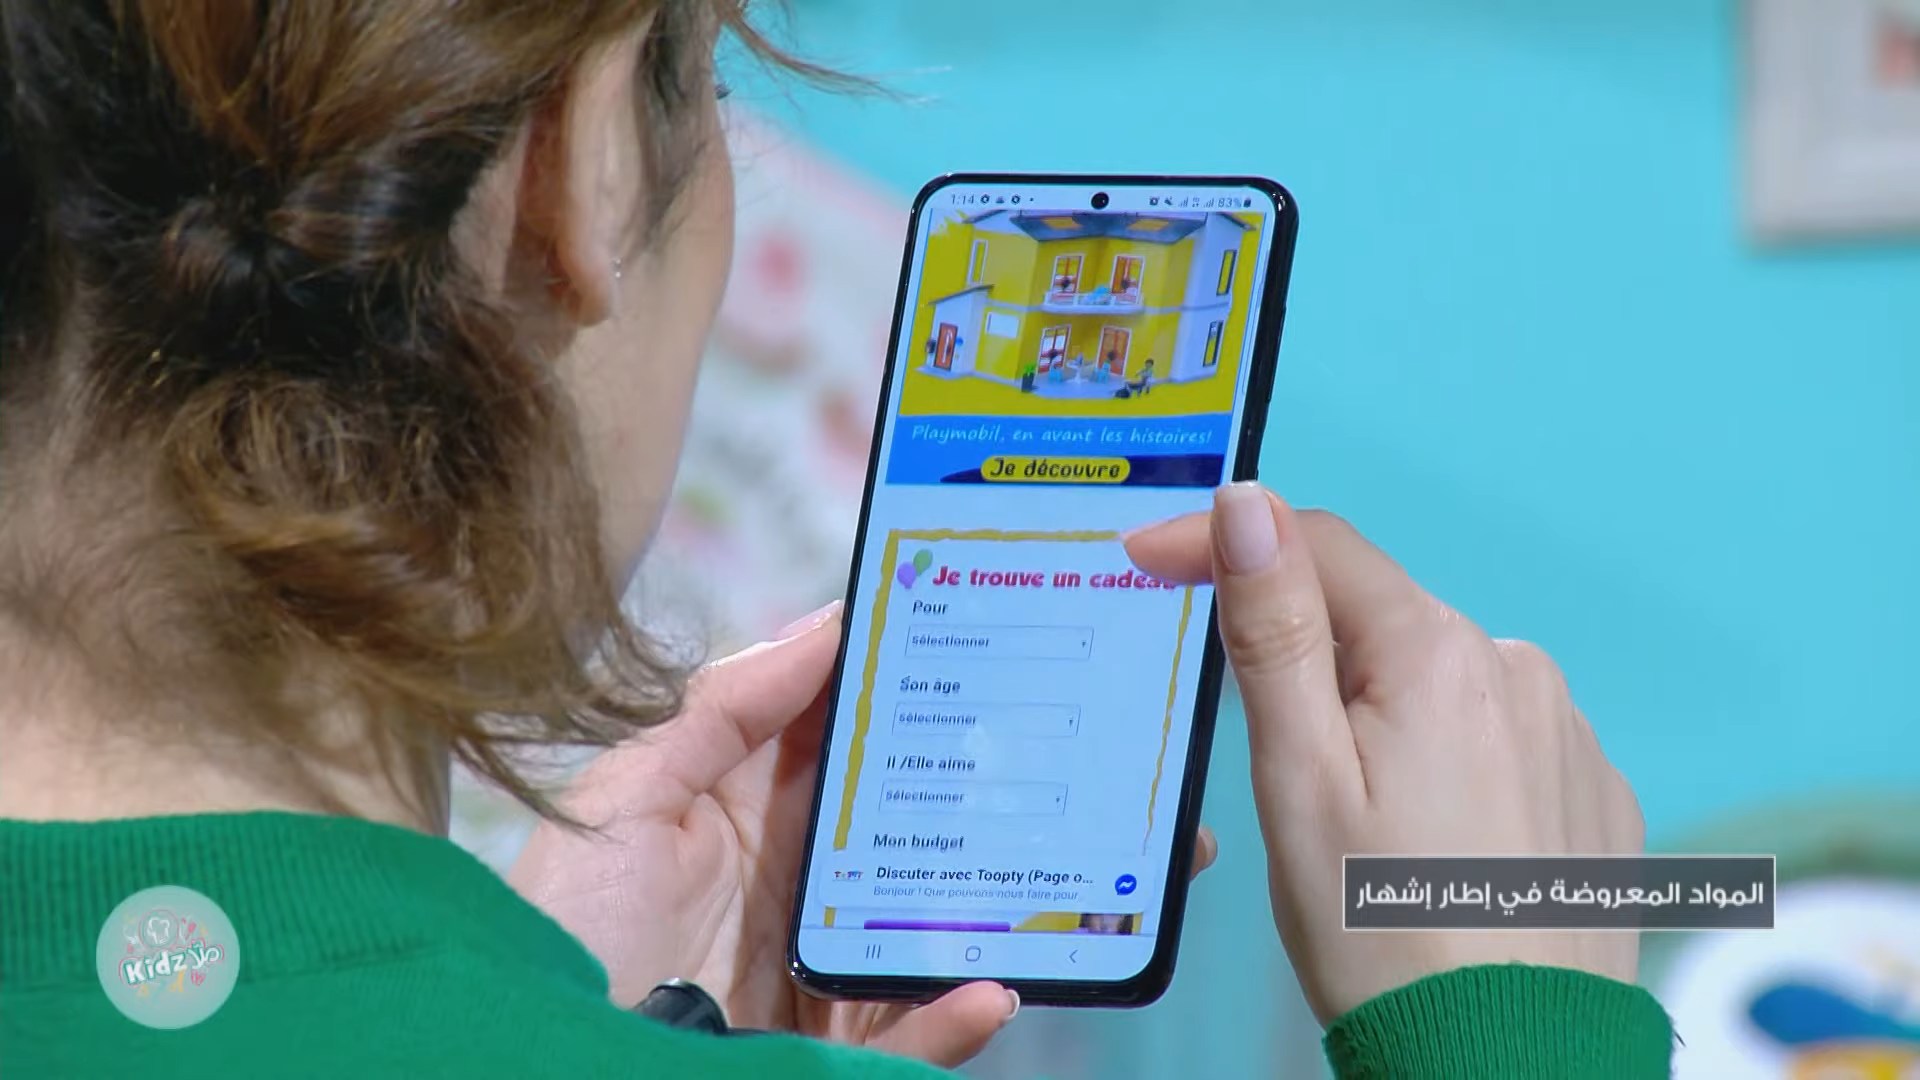 1:14
83%
Playmobil, en avant les histoires!
Je découvre
Je trouve un cadeau
Pour
Sélectionner
Son âge
Sélectionner
Il /Elle aime
Sélectionner
Mon budget
TOOPTY
Discuter avec Toopty (Page o...
Bonjour ! Que pouvons-nous faire pour
المواد المعروضة في إطار إشهار
Kidz